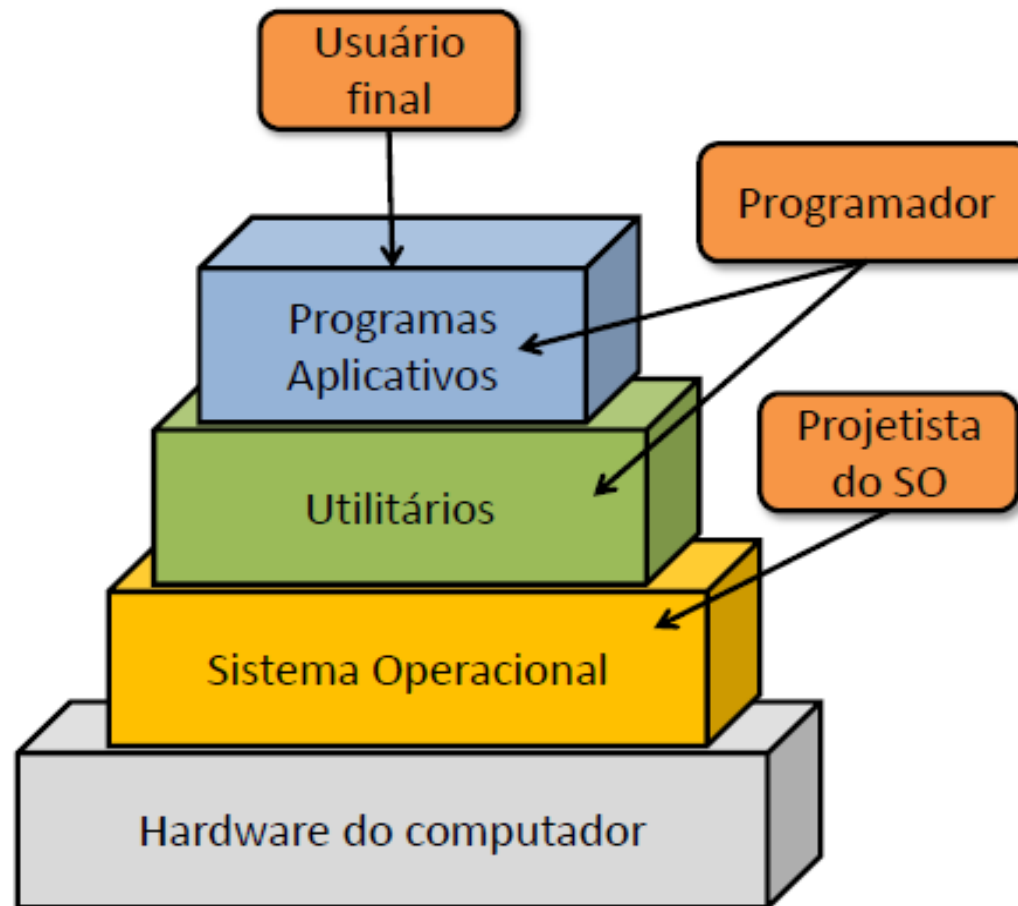 Usuário
final
Programador
Programas
Aplicativos
Projetista
do SO
Utilitários
Sistema Operacional
Hardware do computador